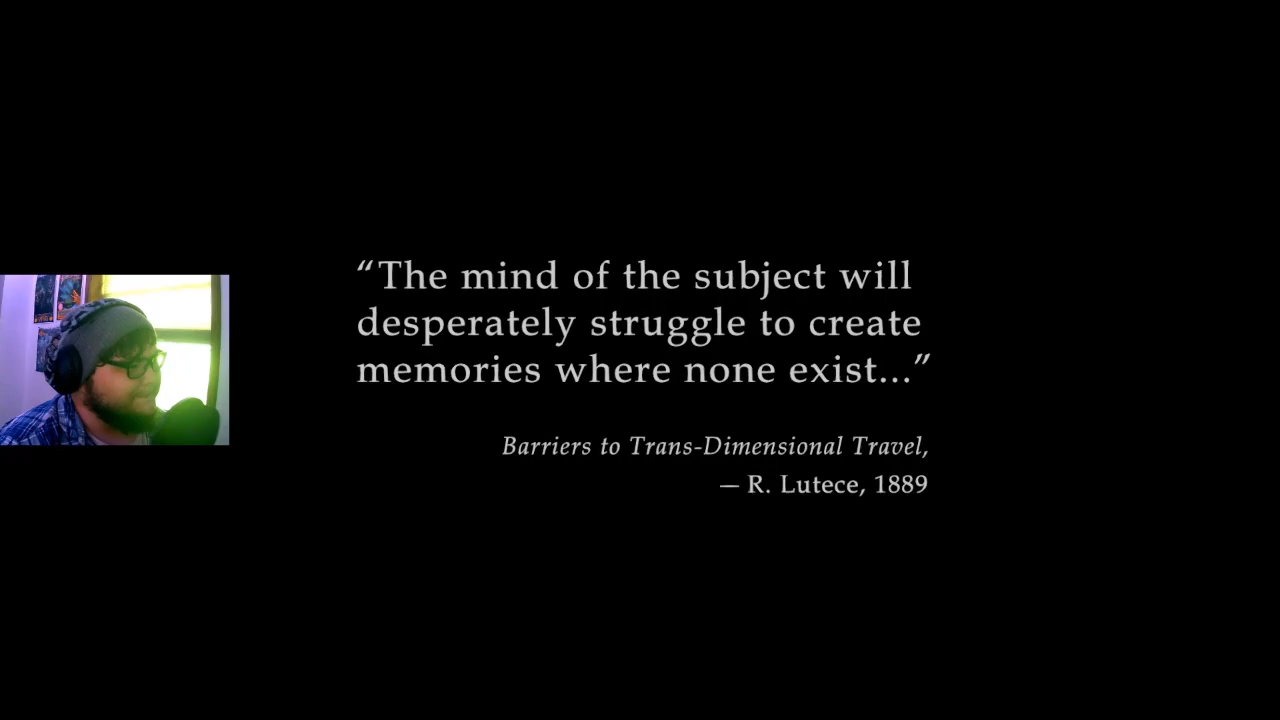 “The mind of the subject will
desperately struggle to create
memories where none exist...”
Barriers to Trans-Dimensional Travel,
— R. Lutece, 1889